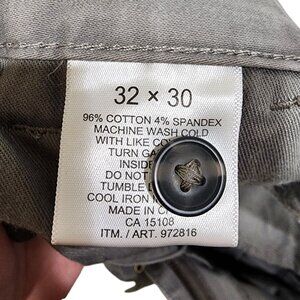 32 × 30
96% COTTON 4% SPANDEX
MACHINE WASH COLD
WITH LIKE
TURN
DO NOT
TUMBLE
COOL IRON
MADE IN
CA 15108
ITM. / ART. 972816